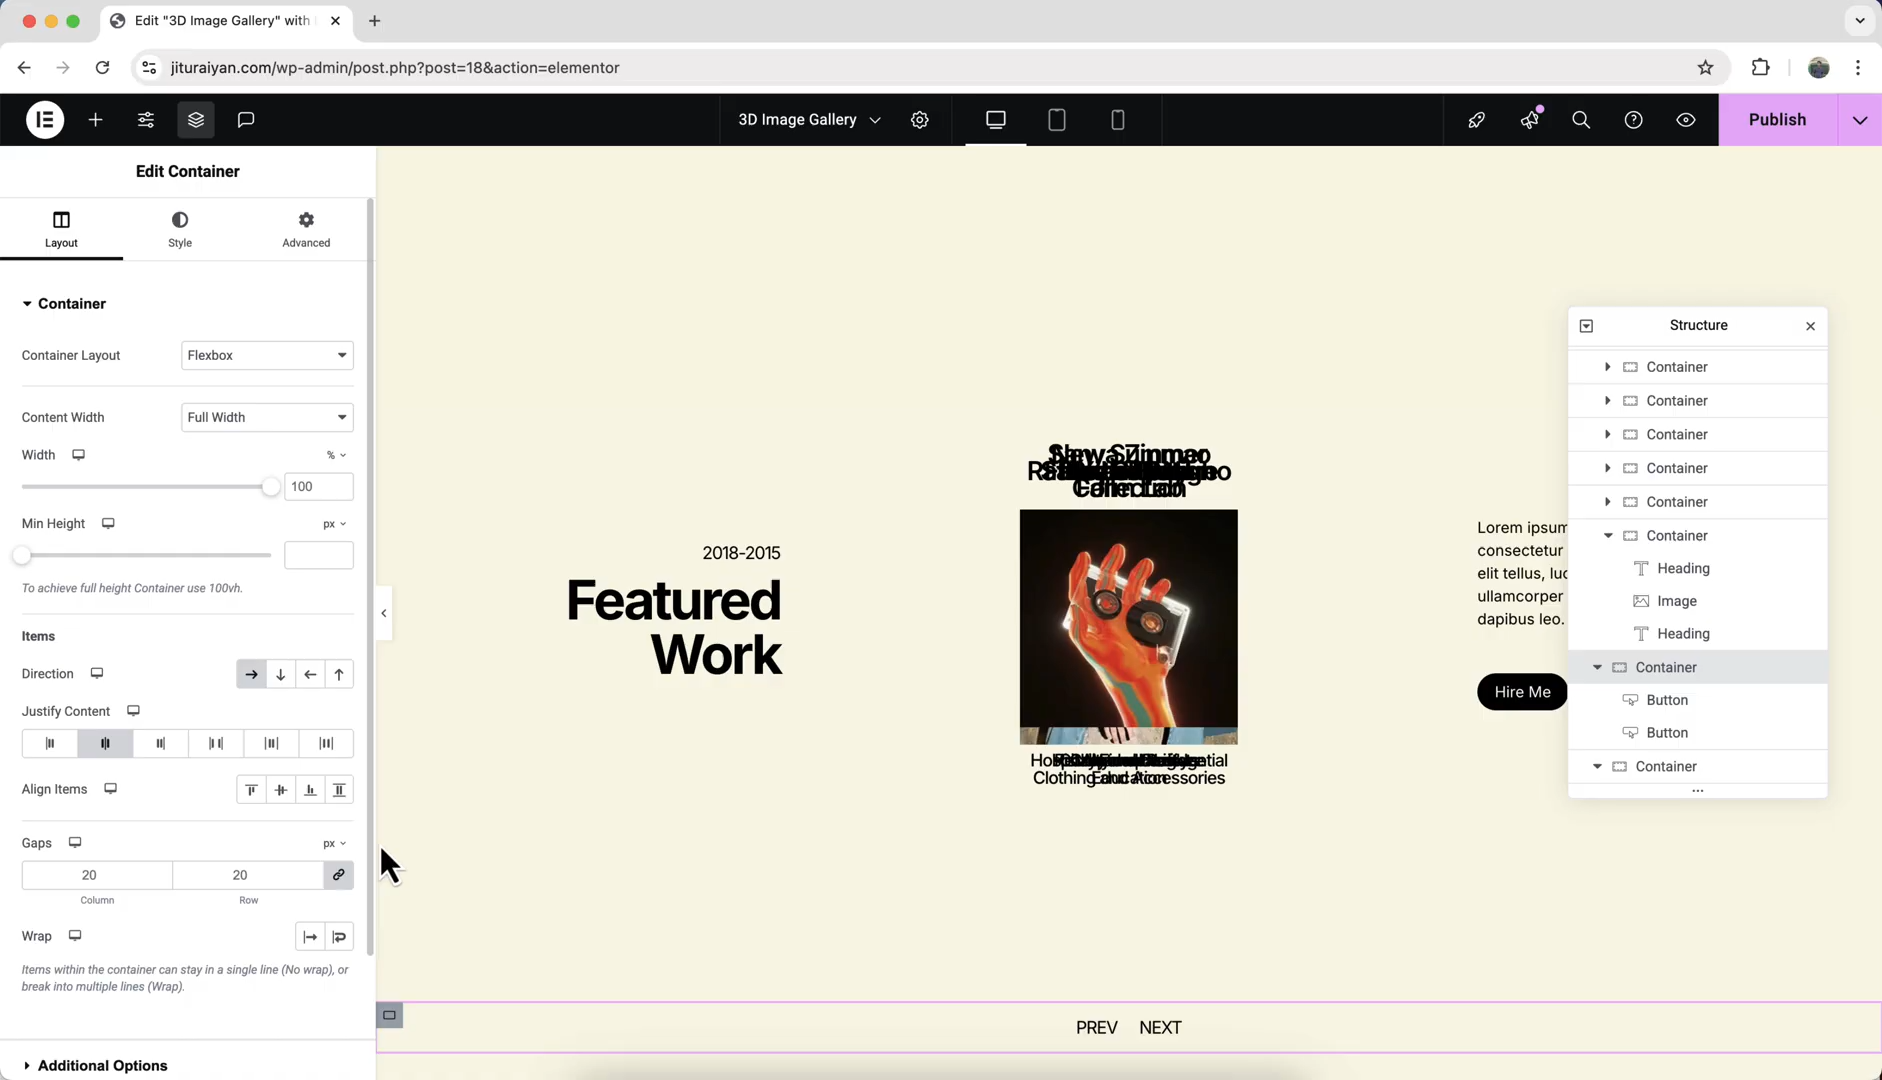 Edit "3D Image Gallery" with
jituraiyan.com/wp-admin/post.php?post=18&action=elementor
3D Image Gallery
Publish
Edit Container
Layout
Style
Advanced
Container
Container Layout
Flexbox
Content Width
Full Width
Width
%
100
Min Height
px
To achieve full height Container use 100vh.
Items
Direction
Justify Content
Align Items
Gaps
px
20
20
Column
Row
Wrap
Items within the container can stay in a single line (No wrap), or
break into multiple lines (Wrap).
Additional Options
2018-2015
Featured
Work
Clothing and Accessories
Lorem ipsum
consectetur
elit tellus, luc
ullamcorper
dapibus leo.
Hire Me
PREV
NEXT
Structure
Container
Container
Container
Container
Container
Container
Heading
Image
Heading
Container
Button
Button
Container